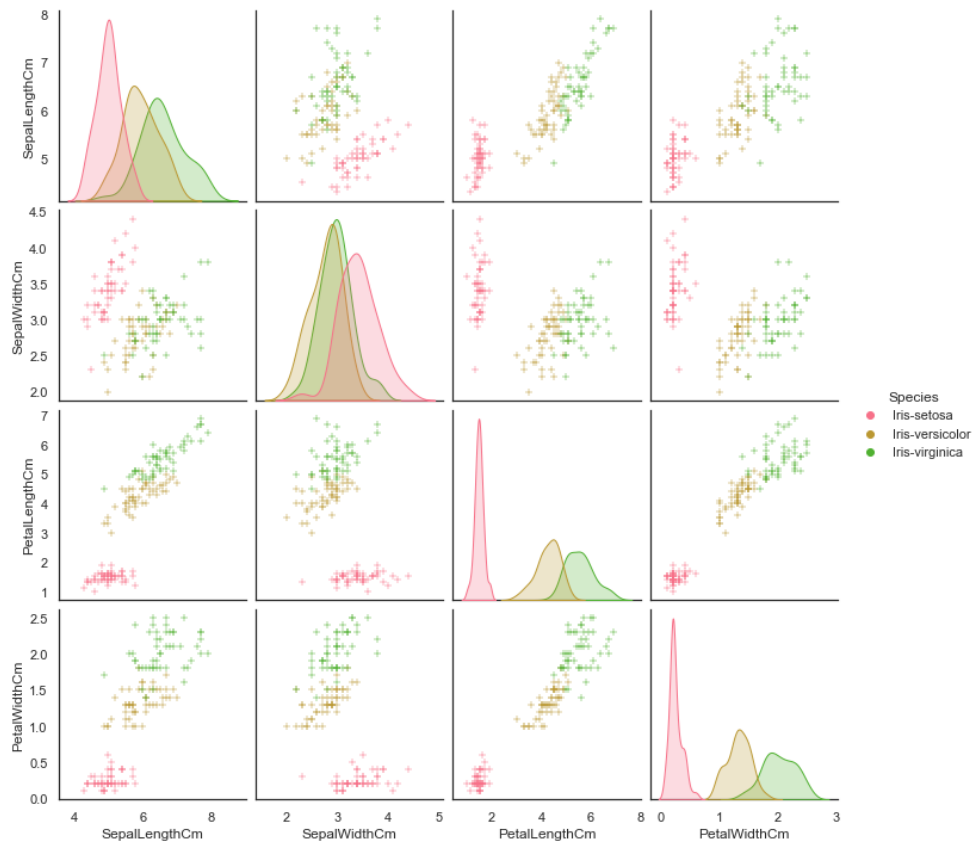 8
7
6
5
SepalLengthCm
4.5
4.0
3.5
3.0
2.5
2.0
SepalWidthCm
7
6
5
4
3
2
1
PetalLengthCm
2.5
2.0
1.5
1.0
0.5
0.0
PetalWidthCm
4 6 8
SepalLengthCm
2 3 4 5
SepalWidthCm
2 4 6 8
PetalLengthCm
0 1 2 3
PetalWidthCm
Species
Iris-setosa
Iris-versicolor
Iris-virginica